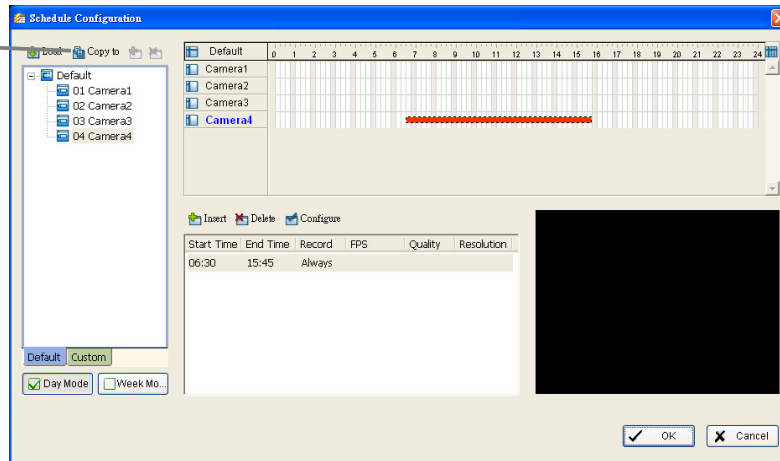 Schedule Configuration
Load Copy to
Default
01 Camera1
02 Camera2
03 Camera3
04 Camera4
Default Custom
Day Mode Week Mo...
Default 0 1 2 3 4 5 6 7 8 9 10 11 12 13 14 15 16 17 18 19 20 21 22 23 24
Camera1
Camera2
Camera3
Camera4
Insert Delete Configure
Start Time End Time Record FPS Quality Resolution
06:30 15:45 Always
OK Cancel